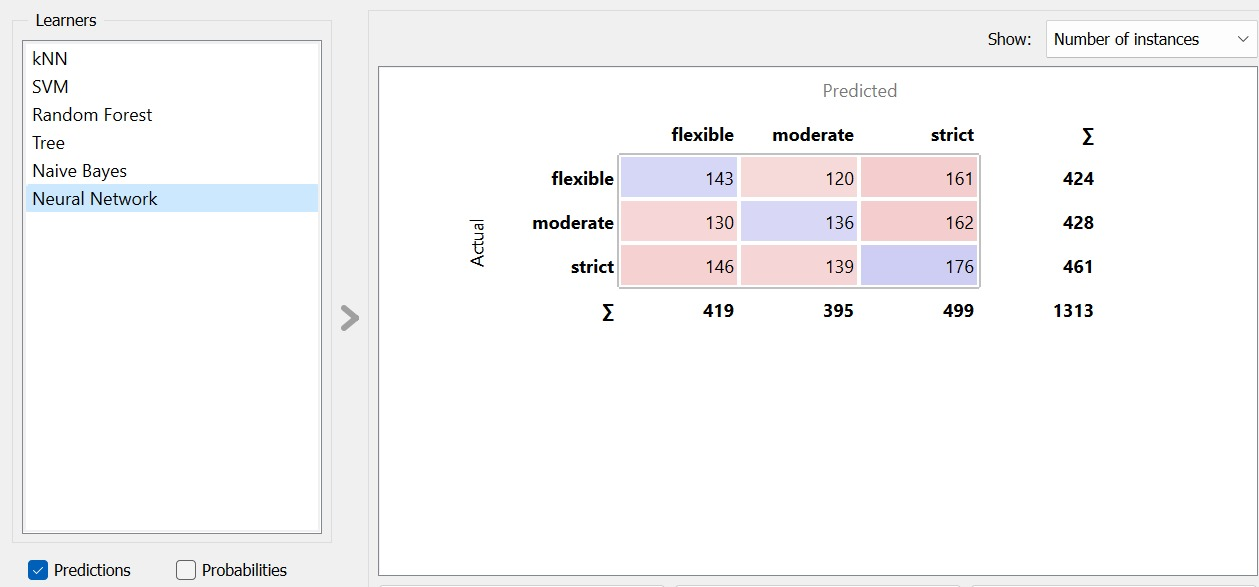 Learners
kNN
SVM
Random Forest
Tree
Naive Bayes
Neural Network
Predictions
Probabilities
Show: Number of instances
Predicted
flexible moderate strict ∑
Actual
flexible 143 120 161 424
moderate 130 136 162 428
strict 146 139 176 461
∑ 419 395 499 1313